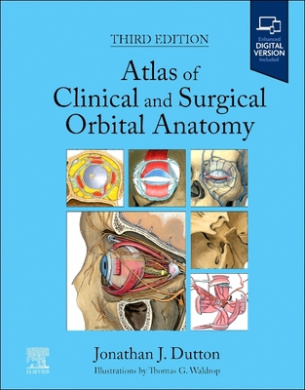 THIRD EDITION
Enhanced
DIGITAL
VERSION
Included
Atlas of
Clinical and Surgical
Orbital Anatomy
Jonathan J. Dutton
Illustrations by Thomas G. Waldrop
ELSEVIER